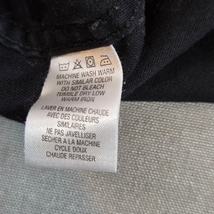 MACHINE WASH WARM
WITH SIMILAR COLOR
DO NOT BLEACH
TUMBLE DRY LOW
WARM IRON
LAVER EN MACHINE CHAUDE
AVEC DES COULEURS
SIMILAIRES
NE PAS JAVELLISER
SECHER A LA MACHINE
CYCLE DOUX
CHAUDE REPASSER